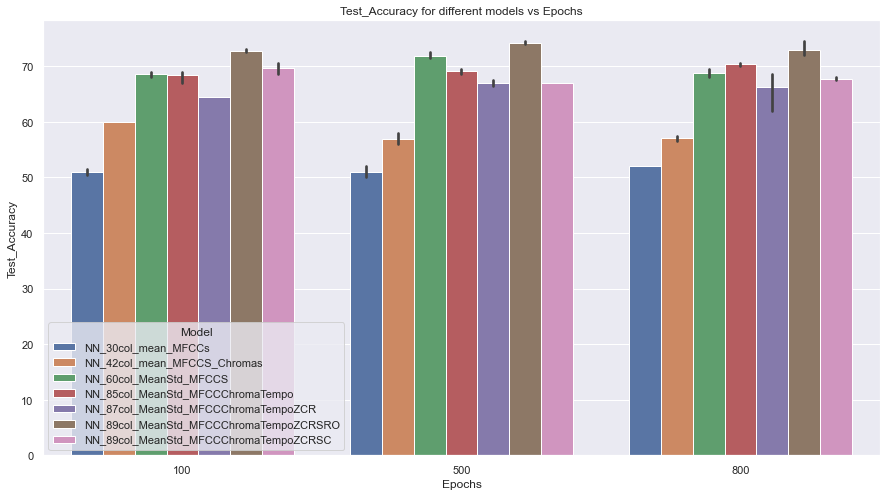 Test_Accuracy for different models vs Epochs
Test_Accuracy
70
60
50
40
30
20
10
0
Model
NN_30col_mean_MFCCs
NN_42col_mean_MFCCS_Chromas
NN_60col_MeanStd_MFCCS
NN_85col_MeanStd_MFCCChromaTempo
NN_87col_MeanStd_MFCCChromaTempoZCR
NN_89col_MeanStd_MFCCChromaTempoZCRSRO
NN_89col_MeanStd_MFCCChromaTempoZCRSC
100
500
800
Epochs